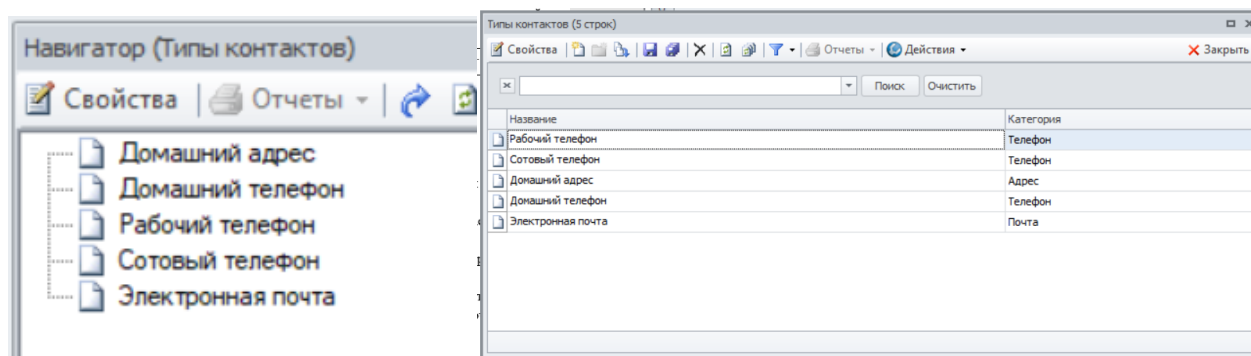 Навигатор (Типы контактов)
Свойства Отчеты
Домашний адрес
Домашний телефон
Рабочий телефон
Сотовый телефон
Электронная почта
Типы контактов (5 строк)
Свойства Отчеты Действия Закрыть
Поиск Очистить
Название Категория
Рабочий телефон Телефон
Сотовый телефон Телефон
Домашний адрес Адрес
Домашний телефон Телефон
Электронная почта Почта